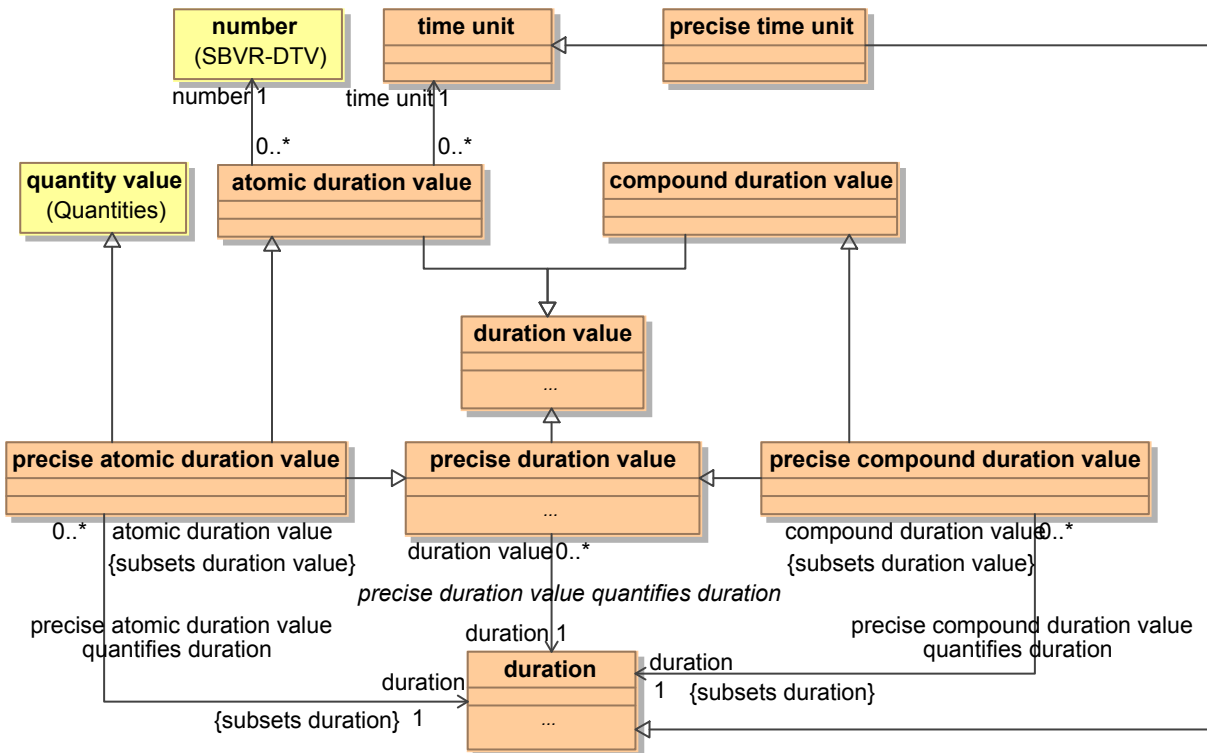 number
(SBVR-DTV)
time unit
precise time unit
number 1
time unit 1
0..*
0..*
quantity value
(Quantities)
atomic duration value
compound duration value
duration value
...
precise atomic duration value
precise duration value
...
precise compound duration value
0..*
atomic duration value
{subsets duration value}
duration value 0..*
compound duration value 0..*
{subsets duration value}
precise duration value quantifies duration
precise atomic duration value
quantifies duration
precise compound duration value
quantifies duration
duration 1
duration
...
duration
{subsets duration} 1
duration
1 {subsets duration}